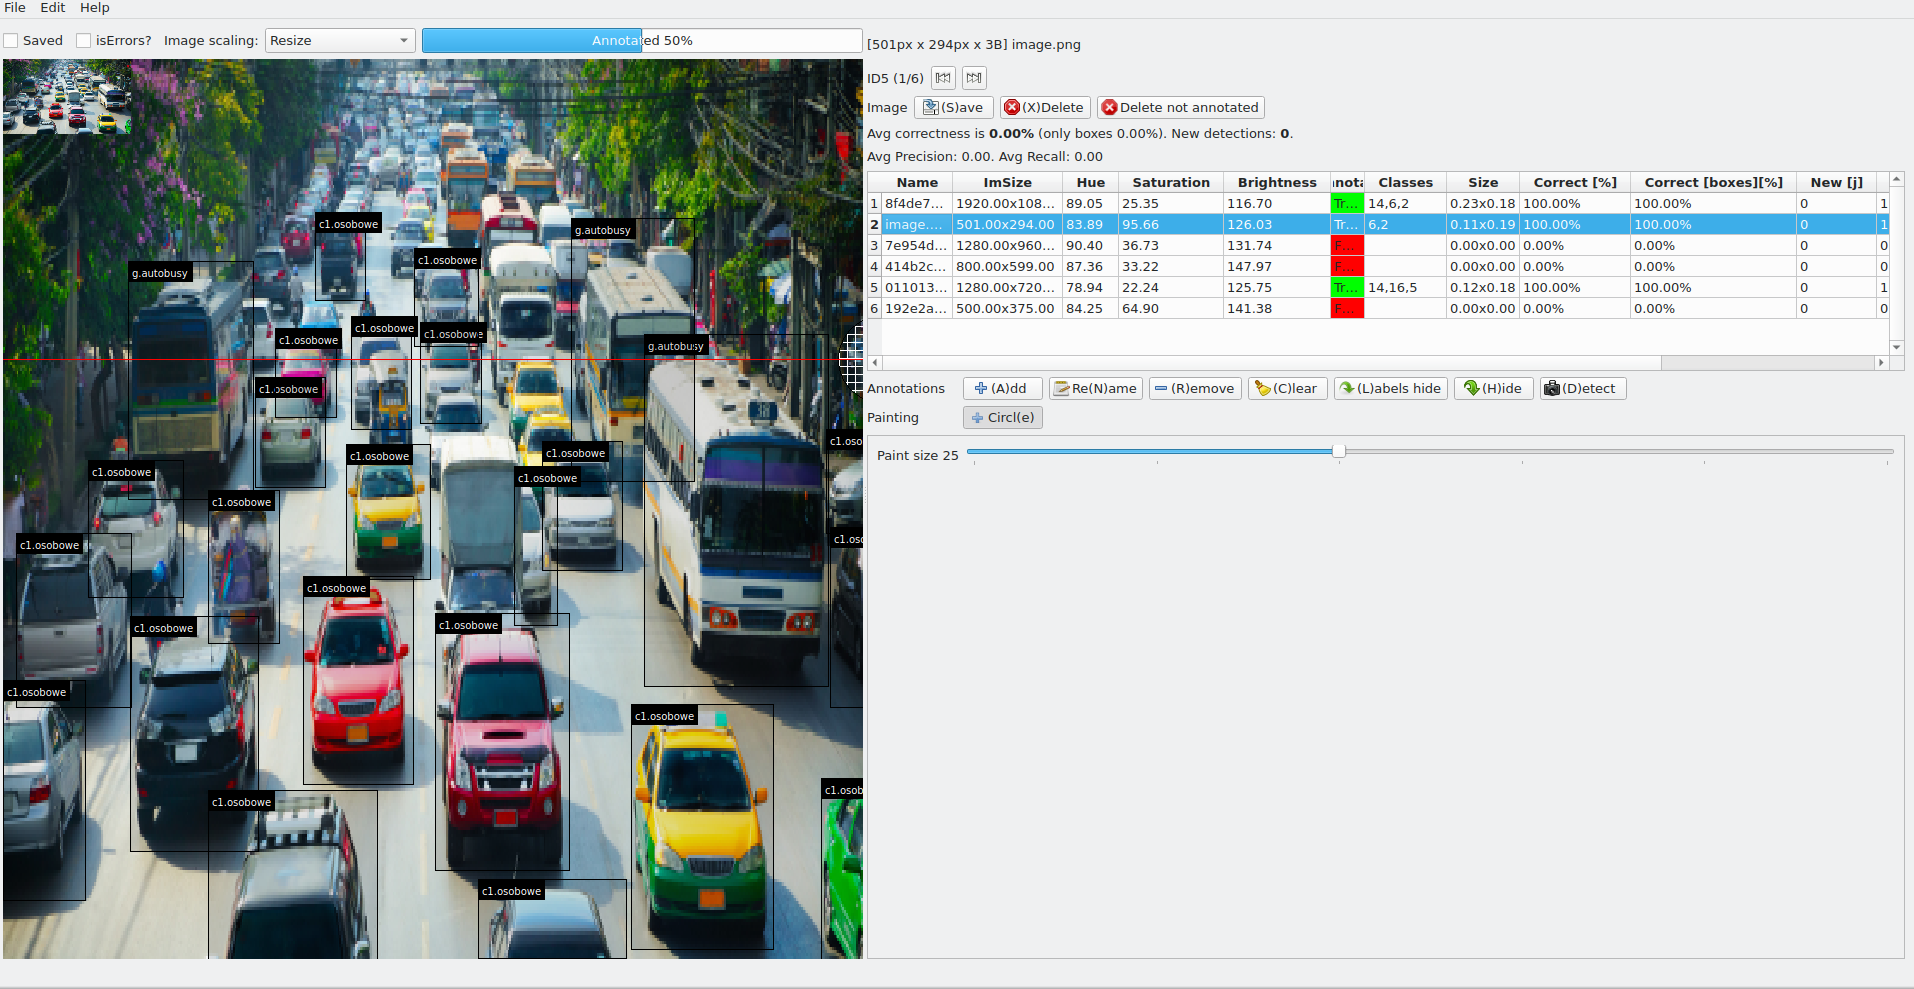 File Edit Help
Saved isErrors? Image scaling: Resize Annotated 50%
[501px x 294px x 3B] image.png
ID5 (1/6)
Image (S)ave (X)Delete Delete not annotated
Avg correctness is 0.00% (only boxes 0.00%). New detections: 0.
Avg Precision: 0.00. Avg Recall: 0.00
Name ImSize Hue Saturation Brightness Classes Size Correct [%] Correct [boxes][%] New [j]
1 8f4de7... 1920.00x108... 89.05 25.35 116.70 Tr... 14,6,2 0.23x0.18 100.00% 100.00% 0 1
2 image.... 501.00x294.00 83.89 95.66 126.03 Tr... 6,2 0.11x0.19 100.00% 100.00% 0 1
3 7e954d... 1280.00x960... 90.40 36.73 131.74 F... 0.00x0.00 0.00% 0.00% 0 0
4 414b2c... 800.00x599.00 87.36 33.22 147.97 F... 0.00x0.00 0.00% 0.00% 0 0
5 011013... 1280.00x720... 78.94 22.24 125.75 Tr... 14,16,5 0.12x0.18 100.00% 100.00% 0 1
6 192e2a... 500.00x375.00 84.25 64.90 141.38 F... 0.00x0.00 0.00% 0.00% 0 0
Annotations (A)dd Re(N)ame (R)emove (C)lear (L)abels hide (H)ide (D)etect
Painting Circl(e)
Paint size 25
c1.osobowe
g.autobusy
c1.osobowe
g.autobusy
c1.osobowe
c1.osobowe
c1.osobowe
g.autobusy
c1.osobowe
c1.oso
c1.osobowe
c1.osobowe
c1.osobowe
c1.osobowe
c1.osobowe
c1.oso
c1.osobowe
c1.osobowe
c1.osobowe
c1.osobowe
c1.osobowe
c1.osobowe
c1.osob
c1.osobowe
c1.osobowe